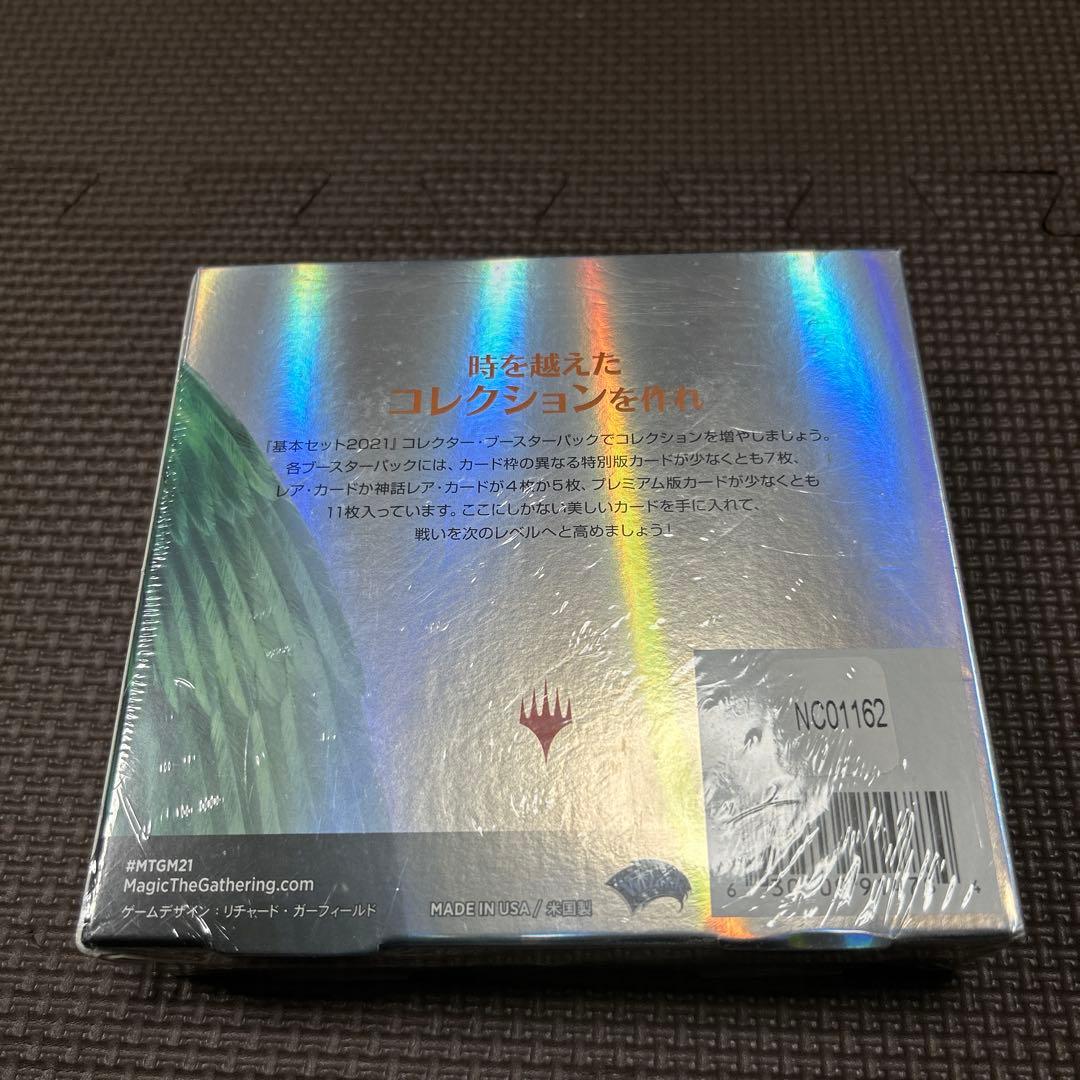 時を越えた
コレクションを作れ
『基本セット2021』コレクター・ブースターパックでコレクションを増やしましょう。
各ブースターパックには、カード枠の異なる特別版カードが少なくとも7枚、
レア・カードか神話レア・カードが4枚か5枚、プレミアム版カードが少なくとも
11枚入っています。ここにしかない美しいカードを手に入れて、
戦いを次のレベルへと高めましょう！
NC01162
#MTGM21
MagicTheGathering.com
ゲームデザイン：リチャード・ガーフィールド
MADE IN USA / 米国製